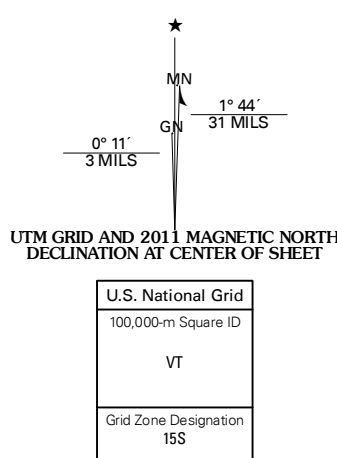 ★
MN
1° 44´
31 MILS
GN
0° 11´
3 MILS
UTM GRID AND 2011 MAGNETIC NORTH
DECLINATION AT CENTER OF SHEET
U.S. National Grid
100,000-m Square ID
VT
Grid Zone Designation
15S